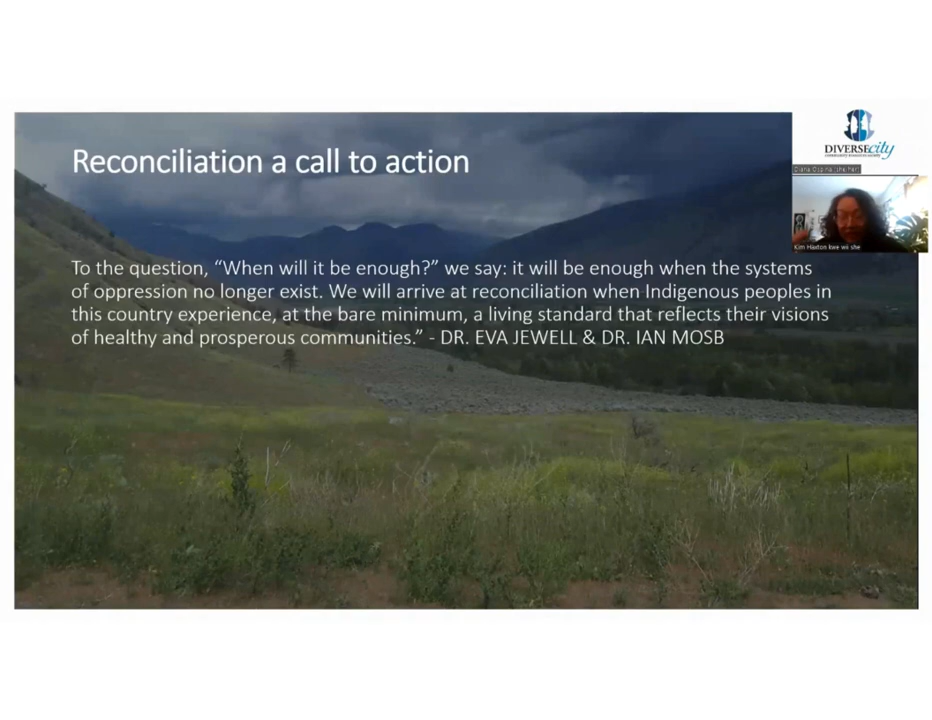 Reconciliation a call to action
To the question, “When will it be enough?” we say: it will be enough when the systems
of oppression no longer exist. We will arrive at reconciliation when Indigenous peoples in
this country experience, at the bare minimum, a living standard that reflects their visions
of healthy and prosperous communities.” - DR. EVA JEWELL & DR. IAN MOSB
DIVERSEcity
Kim Haxton kwe wii she